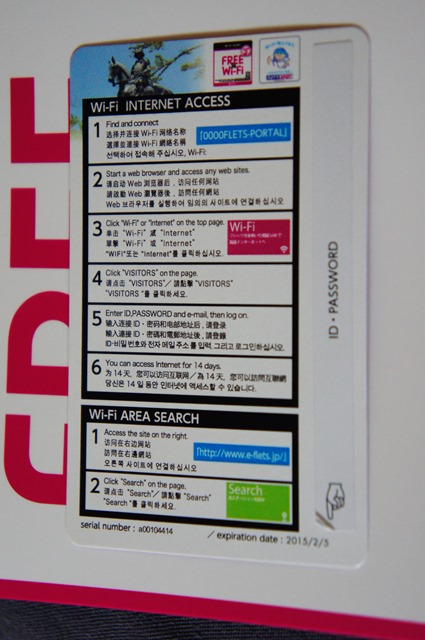 FREE
FREE
Wi-Fi
Wi-Fi INTERNET ACCESS
1 Find and connect
选择并连接 Wi-Fi 网络名称
選擇並連接 Wi-Fi 網絡名稱
선택하여 접속해 주십시오, Wi-Fi:
「0000FLETS-PORTAL」
2 Start a web browser and access any web sites.
请启动 Web 浏览器后，访问任何网站
請啟動 Web 瀏覽器後，訪問任何網站
Web 브라우저를 실행하여 임의의 사이트에 연결하십시오
3 Click "Wi-Fi" or "Internet" on the top page.
单击 "Wi-Fi" 或 "Internet"
單擊 "Wi-Fi" 或 "Internet"
"WiFi"또는 "Internet"를 클릭하십시오.
Wi-Fi
4 Click "VISITORS" on the page.
请点击 "VISITORS"／ 請點擊 "VISITORS"
"VISITORS "를 클릭하세요.
5 Enter ID,PASSWORD and e-mail, then log on.
输入连接 ID、密码和电邮地址后，请登录
輸入連接 ID、密碼和電郵地址後，請登錄
ID·비밀 번호와 전자 메일 주소 를 입력, 그리고 로그인하십시오.
6 You can access Internet for 14 days.
为 14 天，您可以访问互联网／為 14 天，您可以訪問互聯網
당신은 14 일 동안 인터넷에 액세스할 수 있습니다.
Wi-Fi AREA SEARCH
1 Access the site on the right.
访问在右边网站
訪問在右邊網站
오른쪽 사이트에 연결하십시오
「http://www.e-flets.jp/」
2 Click "Search" on the page.
请点击 "Search"／ 請點擊 "Search"
"Search "를 클릭하세요.
Search
ID・PASSWORD
serial number : a00104414
／expiration date : 2015/2/5